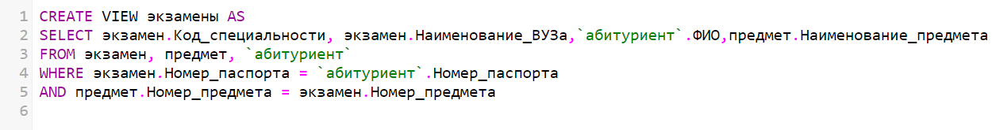 1 CREATE VIEW экзамены AS
2 SELECT экзамен.Код_специальности, экзамен.Наименование_ВУЗа,`абитуриент`.ФИО,предмет.Наименование_предмета
3 FROM экзамен, предмет, `абитуриент`
4 WHERE экзамен.Номер_паспорта = `абитуриент`.Номер_паспорта
5 AND предмет.Номер_предмета = экзамен.Номер_предмета
6